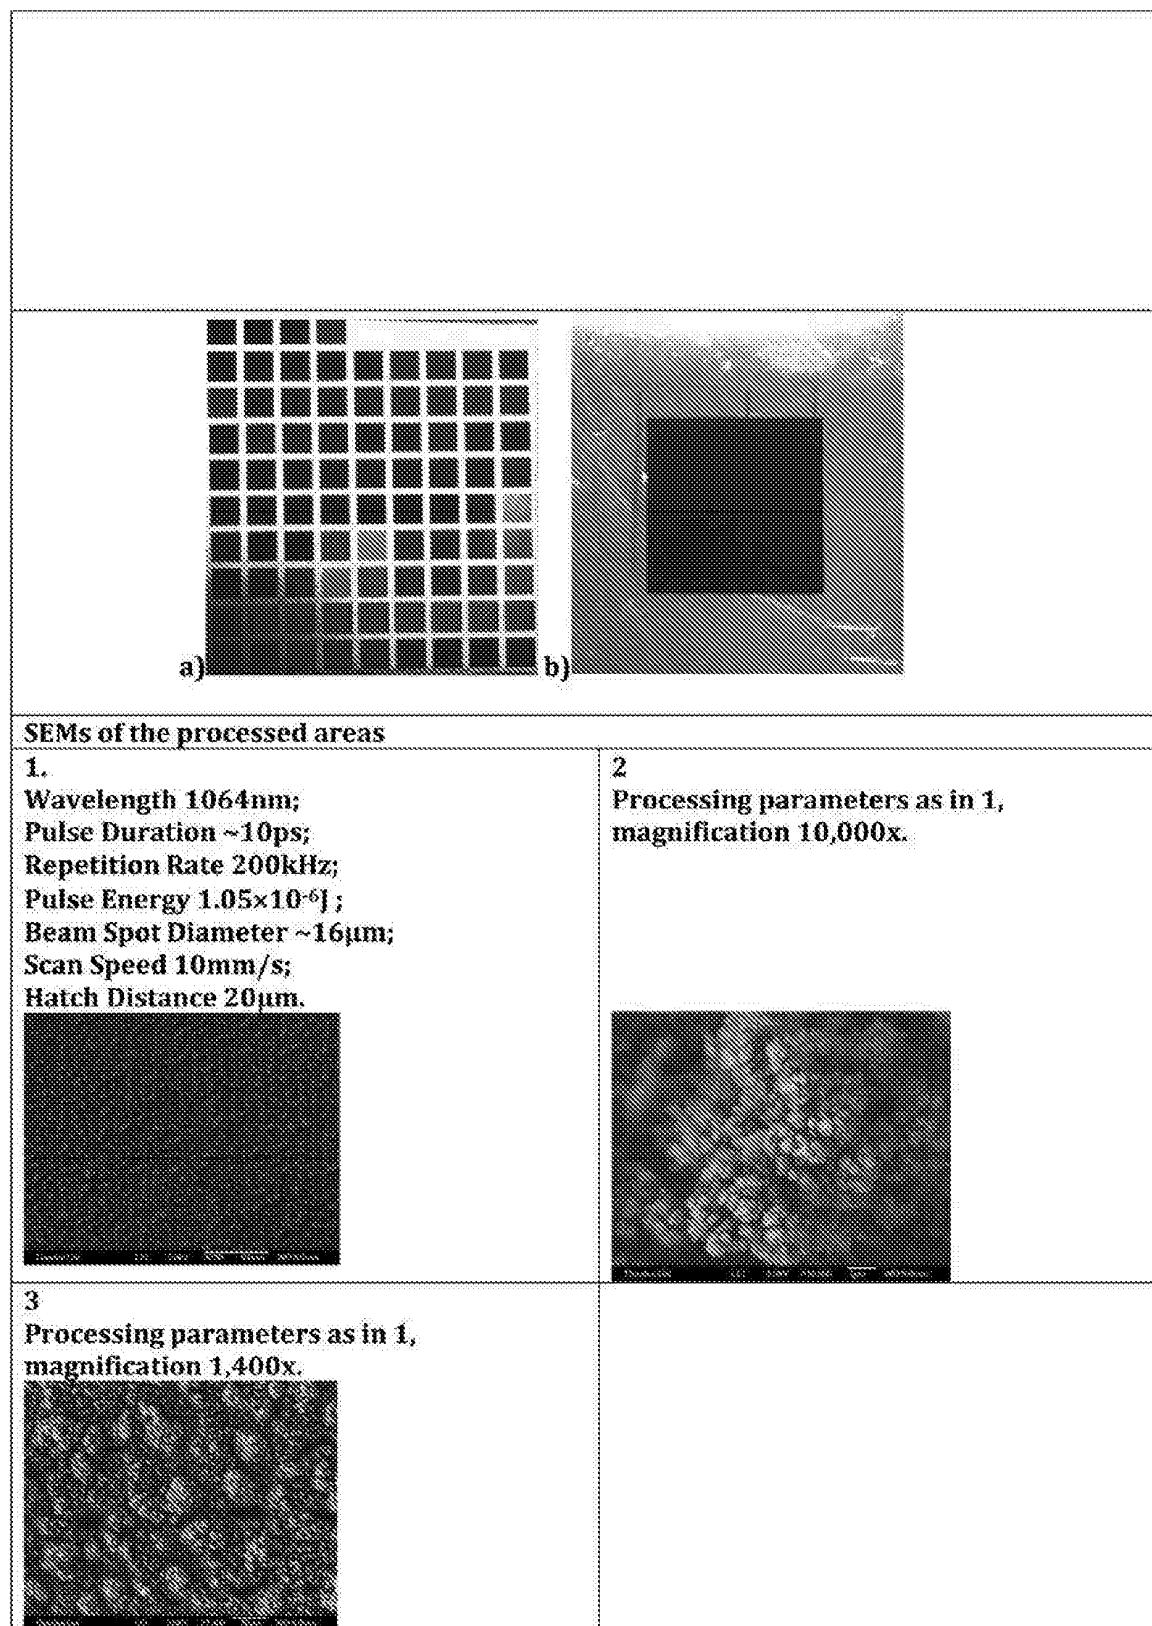 a) b)
SEMs of the processed areas
1.
Wavelength 1064nm;
Pulse Duration ~10ps;
Repetition Rate 200kHz;
Pulse Energy 1.05×10⁻⁶J ;
Beam Spot Diameter ~16μm;
Scan Speed 10mm/s;
Hatch Distance 20μm.
2
Processing parameters as in 1,
magnification 10,000x.
3
Processing parameters as in 1,
magnification 1,400x.